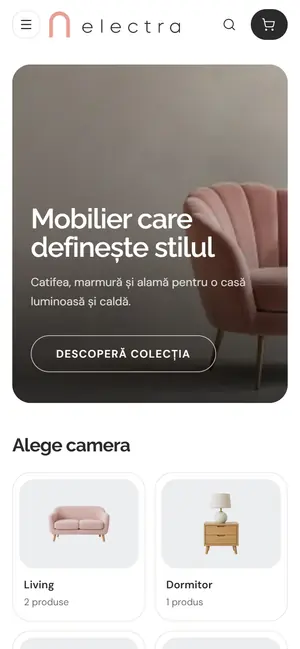 electra
Mobilier care
definește stilul
Catifea, marmură și alamă pentru o casă
luminoasă și caldă.
DESCOPERĂ COLECȚIA
Alege camera
Living
2 produse
Dormitor
1 produs